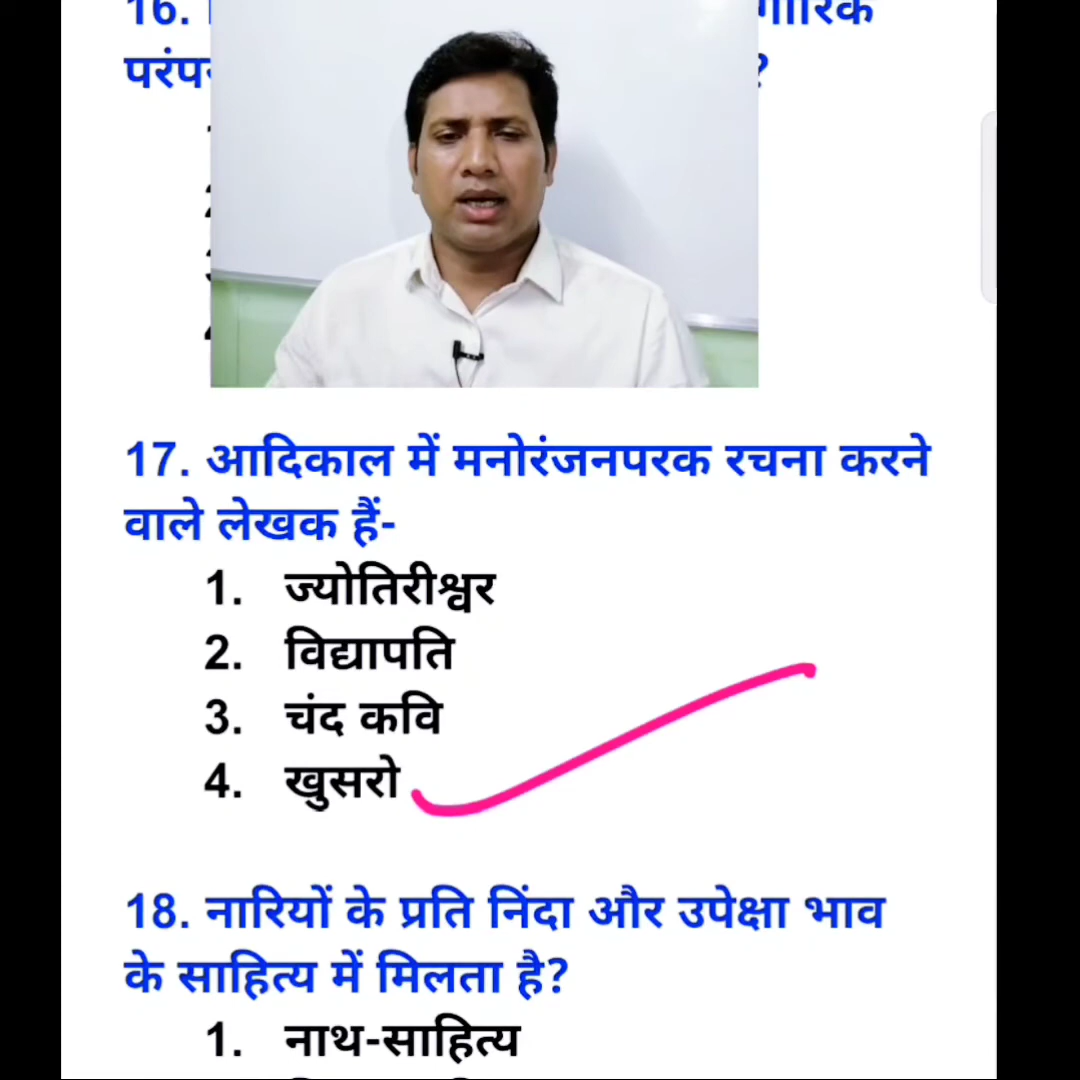 16.
17. आदिकाल में मनोरंजनपरक रचना करने
वाले लेखक हैं-
1. ज्योतिरीश्वर
2. विद्यापति
3. चंद कवि
4. खुसरो
18. नारियों के प्रति निंदा और उपेक्षा भाव
के साहित्य में मिलता है?
1. नाथ-साहित्य